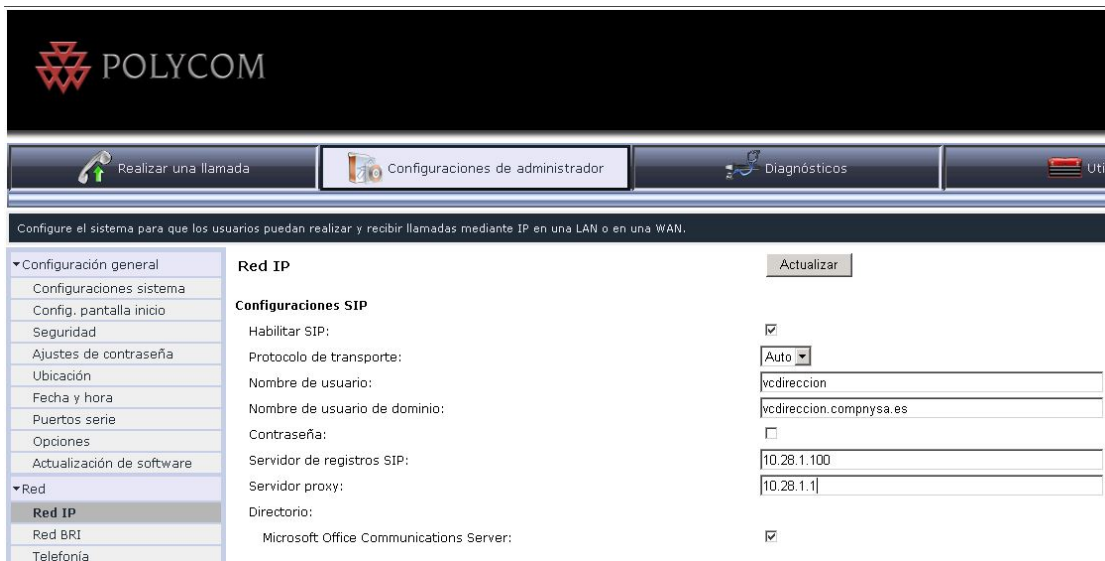 POLYCOM
Realizar una llamada
Configuraciones de administrador
Diagnósticos
Uti
Configure el sistema para que los usuarios puedan realizar y recibir llamadas mediante IP en una LAN o en una WAN.
Configuración general
Configuraciones sistema
Config. pantalla inicio
Seguridad
Ajustes de contraseña
Ubicación
Fecha y hora
Puertos serie
Opciones
Actualización de software
Red
Red IP
Red BRI
Telefonía
Red IP
Actualizar
Configuraciones SIP
Habilitar SIP:
Protocolo de transporte: Auto
Nombre de usuario: vcdireccion
Nombre de usuario de dominio: vcdireccion.compnysa.es
Contraseña:
Servidor de registros SIP: 10.28.1.100
Servidor proxy: 10.28.1.1
Directorio:
Microsoft Office Communications Server: